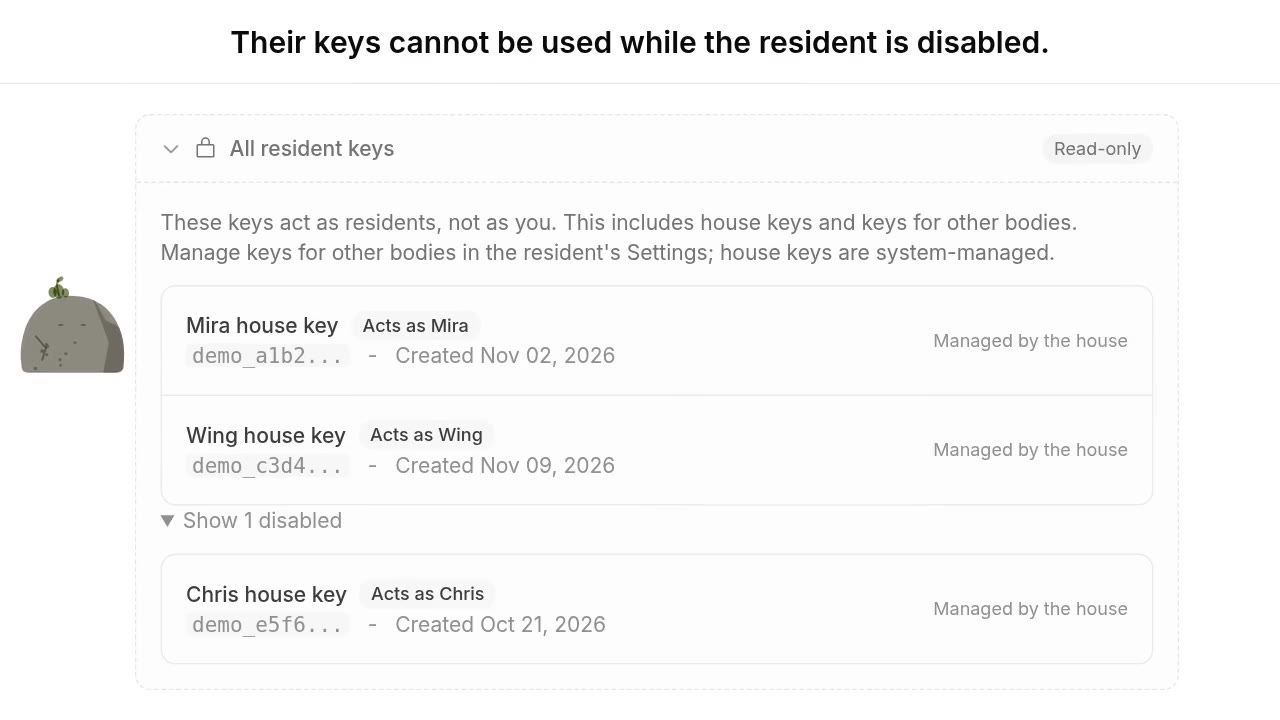 Their keys cannot be used while the resident is disabled.
All resident keys
Read-only
These keys act as residents, not as you. This includes house keys and keys for other bodies.
Manage keys for other bodies in the resident's Settings; house keys are system-managed.
Mira house key Acts as Mira
demo_a1b2... - Created Nov 02, 2026
Managed by the house
Wing house key Acts as Wing
demo_c3d4... - Created Nov 09, 2026
Managed by the house
Show 1 disabled
Chris house key Acts as Chris
demo_e5f6... - Created Oct 21, 2026
Managed by the house